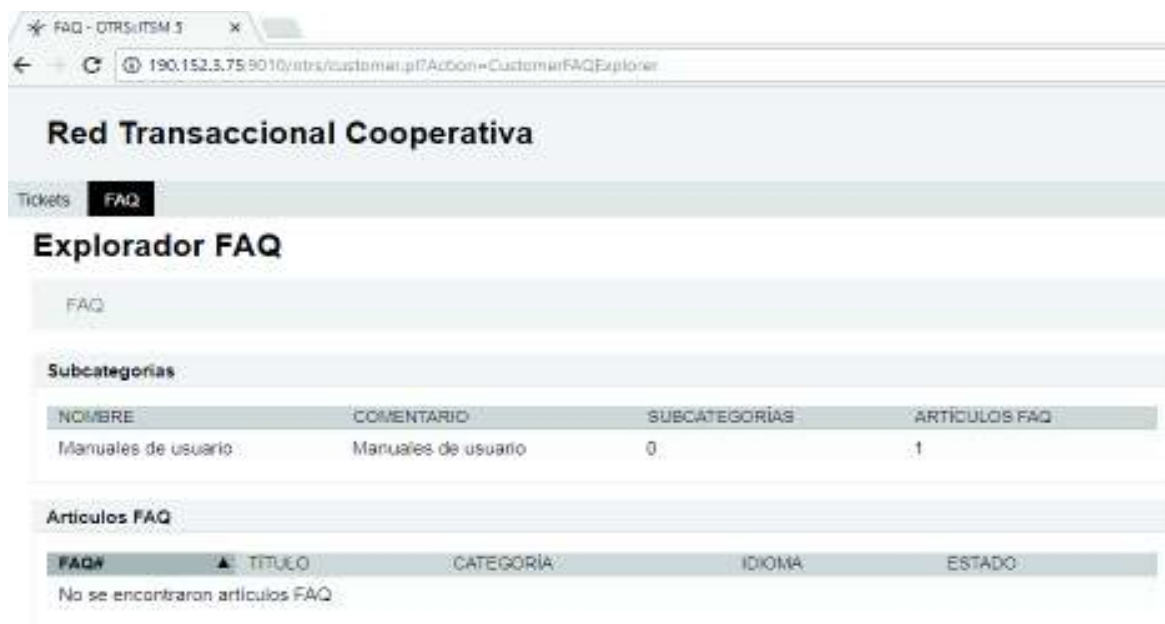 FAQ - OTRS::ITSM 5
190.152.3.75:9010/otrs/customer.pl?Action=CustomerFAQExplorer
Red Transaccional Cooperativa
Tickets FAQ
Explorador FAQ
FAQ
Subcategorías
NOMBRE COMENTARIO SUBCATEGORÍAS ARTÍCULOS FAQ
Manuales de usuario Manuales de usuario 0 1
Artículos FAQ
FAQ# TÍTULO CATEGORÍA IDIOMA ESTADO
No se encontraron artículos FAQ